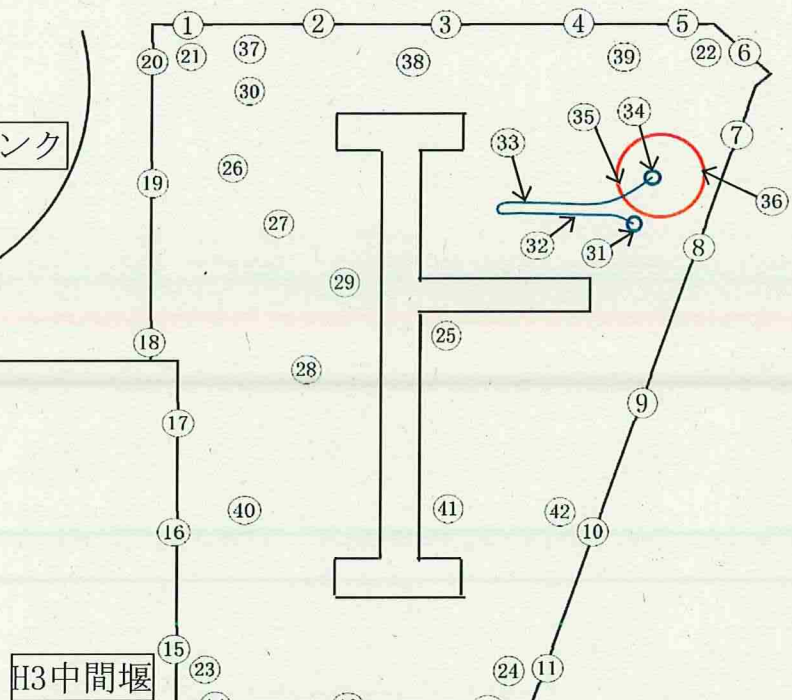 ① ② ③ ④ ⑤
⑳ ㉑ ㊲ ㊳ ㊴ ㉒ ⑥
㉚
ンク
㉝ ㉟ ㉞ ⑦
⑲ ㉖ ㊱
㉗ ㉜ ㉛ ⑧
㉙
⑱ ㉕
㉘
⑰ ⑨
㊵ ㊶ ㊷
⑯ ⑩
⑮ ㉓ ㉔ ⑪
H3中間堰